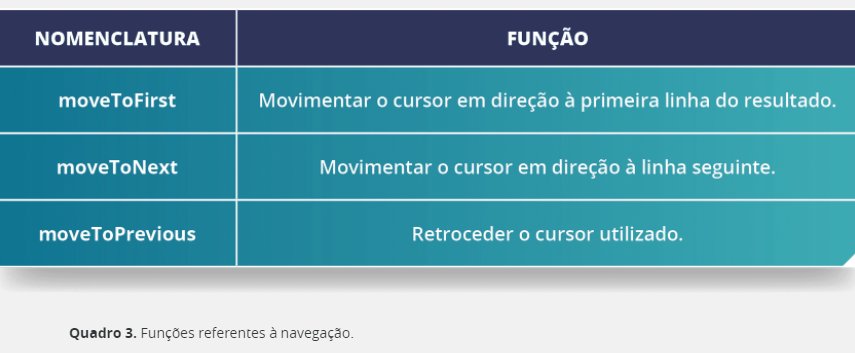 NOMENCLATURA FUNÇÃO
moveToFirst Movimentar o cursor em direção à primeira linha do resultado.
moveToNext Movimentar o cursor em direção à linha seguinte.
moveToPrevious Retroceder o cursor utilizado.
Quadro 3. Funções referentes à navegação.